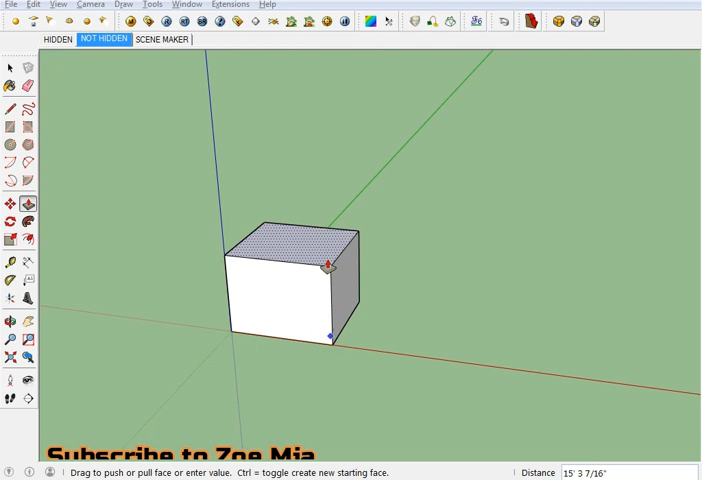 File Edit View Camera Draw Tools Window Extensions Help
HIDDEN NOT HIDDEN SCENE MAKER
Subscribe to Zoe Mia
Drag to push or pull face or enter value. Ctrl = toggle create new starting face. Distance 15' 3 7/16"